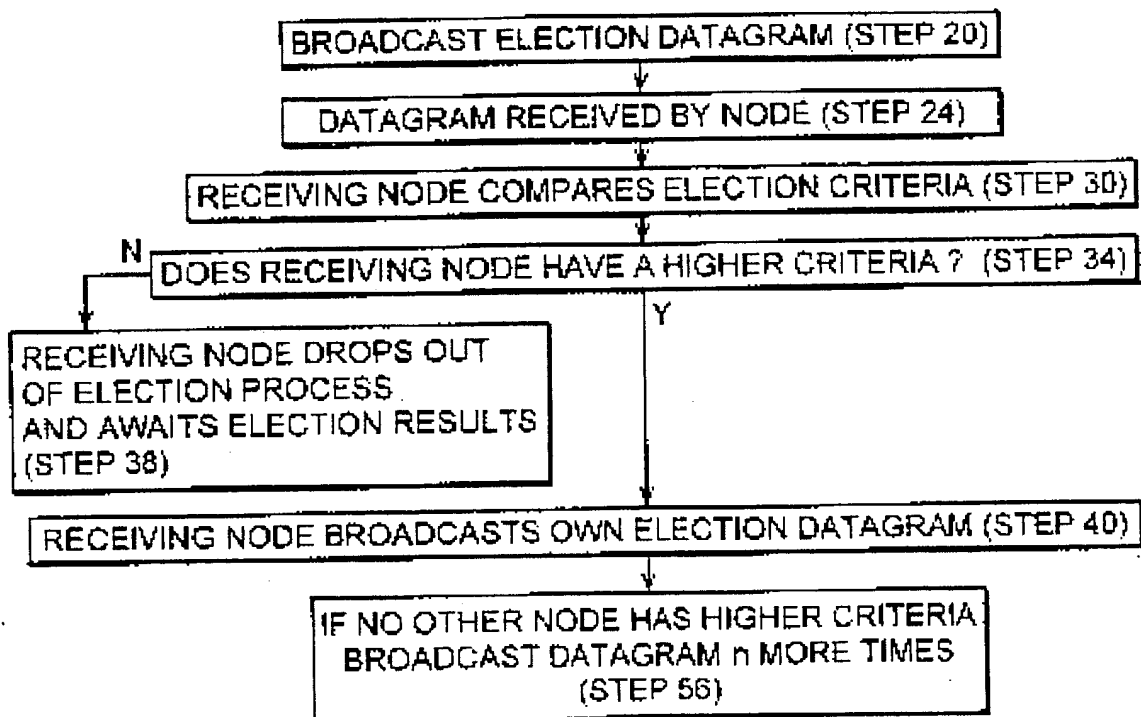 BROADCAST ELECTION DATAGRAM (STEP 20)
DATAGRAM RECEIVED BY NODE (STEP 24)
RECEIVING NODE COMPARES ELECTION CRITERIA (STEP 30)
DOES RECEIVING NODE HAVE A HIGHER CRITERIA ? (STEP 34)
N
Y
RECEIVING NODE DROPS OUT
OF ELECTION PROCESS
AND AWAITS ELECTION RESULTS
(STEP 38)
RECEIVING NODE BROADCASTS OWN ELECTION DATAGRAM (STEP 40)
IF NO OTHER NODE HAS HIGHER CRITERIA
BROADCAST DATAGRAM n MORE TIMES
(STEP 56)